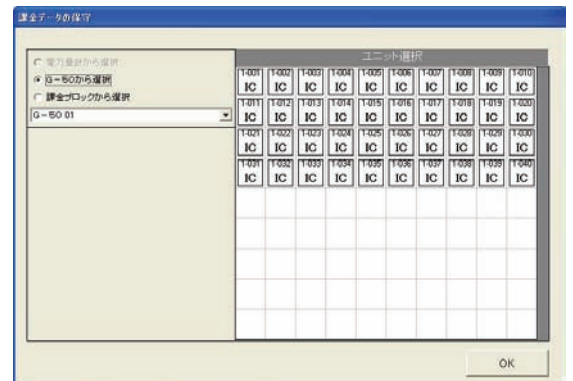 課金データの保守
電力量計から選択
G-50から選択
課金ブロックから選択
G-50 01
ユニット選択
1-001 1-002 1-003 1-004 1-005 1-006 1-007 1-008 1-009 1-010
IC IC IC IC IC IC IC IC IC IC
1-011 1-012 1-013 1-014 1-015 1-016 1-017 1-018 1-019 1-020
IC IC IC IC IC IC IC IC IC IC
1-021 1-022 1-023 1-024 1-025 1-026 1-027 1-028 1-029 1-030
IC IC IC IC IC IC IC IC IC IC
1-031 1-032 1-033 1-034 1-035 1-036 1-037 1-038 1-039 1-040
IC IC IC IC IC IC IC IC IC IC
OK